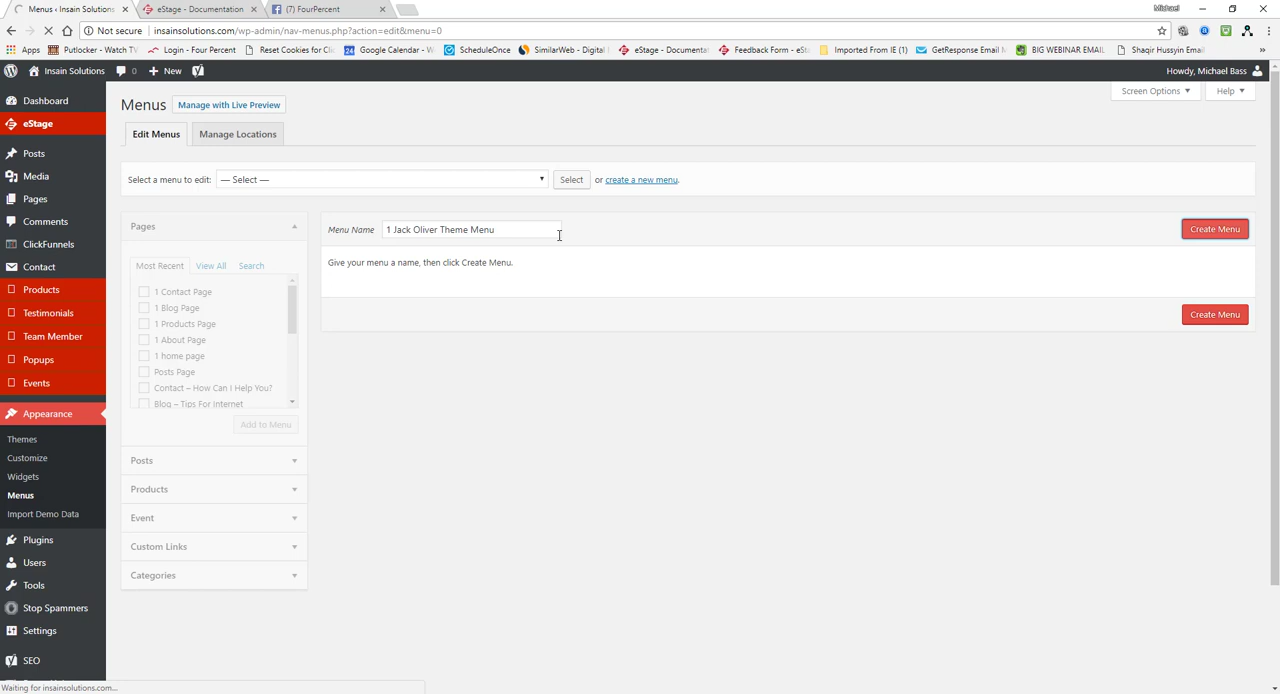 Menus ‹ Insain Solutions
eStage - Documentation
(7) FourPercent
Michael
Not secure
insainsolutions.com/wp-admin/nav-menus.php?action=edit&menu=0
Apps
Putlocker - Watch TV
Login - Four Percent
Reset Cookies for Cli
Google Calendar - W
ScheduleOnce
SimilarWeb - Digital
eStage - Documenta
Feedback Form - eSt
Imported From IE (1)
GetResponse Email M
BIG WEBINAR EMAIL
Shaqir Hussyin Emai
Insain Solutions
0
New
Howdy, Michael Bass
Dashboard
eStage
Posts
Media
Pages
Comments
ClickFunnels
Contact
Products
Testimonials
Team Member
Popups
Events
Appearance
Themes
Customize
Widgets
Menus
Import Demo Data
Plugins
Users
Tools
Stop Spammers
Settings
SEO
Menus
Manage with Live Preview
Screen Options
Help
Edit Menus
Manage Locations
Select a menu to edit:
— Select —
Select
or create a new menu.
Pages
Most Recent
View All
Search
1 Contact Page
1 Blog Page
1 Products Page
1 About Page
1 home page
Posts Page
Contact – How Can I Help You?
Blog – Tips For Internet
Add to Menu
Posts
Products
Event
Custom Links
Categories
Menu Name
1 Jack Oliver Theme Menu
Create Menu
Give your menu a name, then click Create Menu.
Create Menu
Waiting for insainsolutions.com...